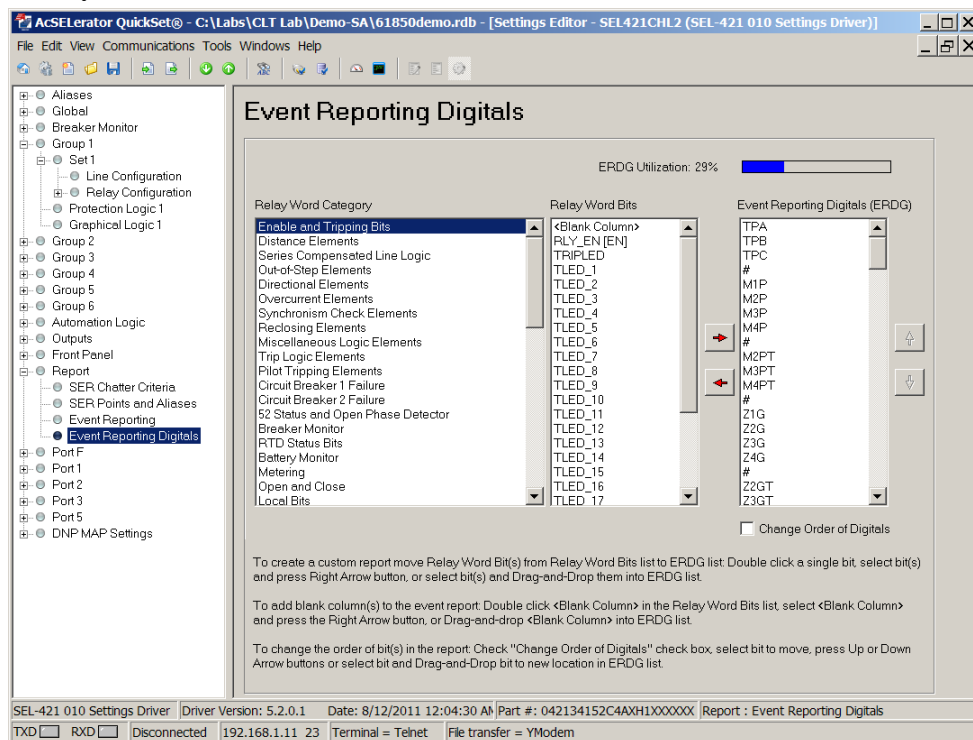 AcSELerator QuickSet® - C:\Labs\CLT Lab\Demo-SA\61850demo.rdb - [Settings Editor - SEL421CHL2 (SEL-421 010 Settings Driver)]
File Edit View Communications Tools Windows Help
Aliases
Global
Breaker Monitor
Group 1
Set 1
Line Configuration
Relay Configuration
Protection Logic 1
Graphical Logic 1
Group 2
Group 3
Group 4
Group 5
Group 6
Automation Logic
Outputs
Front Panel
Report
SER Chatter Criteria
SER Points and Aliases
Event Reporting
Event Reporting Digitals
Port F
Port 1
Port 2
Port 3
Port 5
DNP MAP Settings
Event Reporting Digitals
ERDG Utilization: 29%
Relay Word Category
Enable and Tripping Bits
Distance Elements
Series Compensated Line Logic
Out-of-Step Elements
Directional Elements
Overcurrent Elements
Synchronism Check Elements
Reclosing Elements
Miscellaneous Logic Elements
Trip Logic Elements
Pilot Tripping Elements
Circuit Breaker 1 Failure
Circuit Breaker 2 Failure
52 Status and Open Phase Detector
Breaker Monitor
RTD Status Bits
Battery Monitor
Metering
Open and Close
Local Bits
Relay Word Bits
<Blank Column>
RLY_EN [EN]
TRIPLED
TLED_1
TLED_2
TLED_3
TLED_4
TLED_5
TLED_6
TLED_7
TLED_8
TLED_9
TLED_10
TLED_11
TLED_12
TLED_13
TLED_14
TLED_15
TLED_16
TLED_17
Event Reporting Digitals (ERDG)
TPA
TPB
TPC
#
M1P
M2P
M3P
M4P
#
M2PT
M3PT
M4PT
#
Z1G
Z2G
Z3G
Z4G
#
Z2GT
Z3GT
Change Order of Digitals
To create a custom report move Relay Word Bit(s) from Relay Word Bits list to ERDG list: Double click a single bit, select bit(s)
and press Right Arrow button, or select bit(s) and Drag-and-Drop them into ERDG list.
To add blank column(s) to the event report: Double click <Blank Column> in the Relay Word Bits list, select <Blank Column>
and press the Right Arrow button, or Drag-and-drop <Blank Column> into ERDG list.
To change the order of bit(s) in the report: Check "Change Order of Digitals" check box, select bit to move, press Up or Down
Arrow buttons or select bit and Drag-and-Drop bit to new location in ERDG list.
SEL-421 010 Settings Driver Driver Version: 5.2.0.1 Date: 8/12/2011 12:04:30 AM Part #: 042134152C4AXH1XXXXXX Report : Event Reporting Digitals
TXD RXD Disconnected 192.168.1.11 23 Terminal = Telnet File transfer = YModem